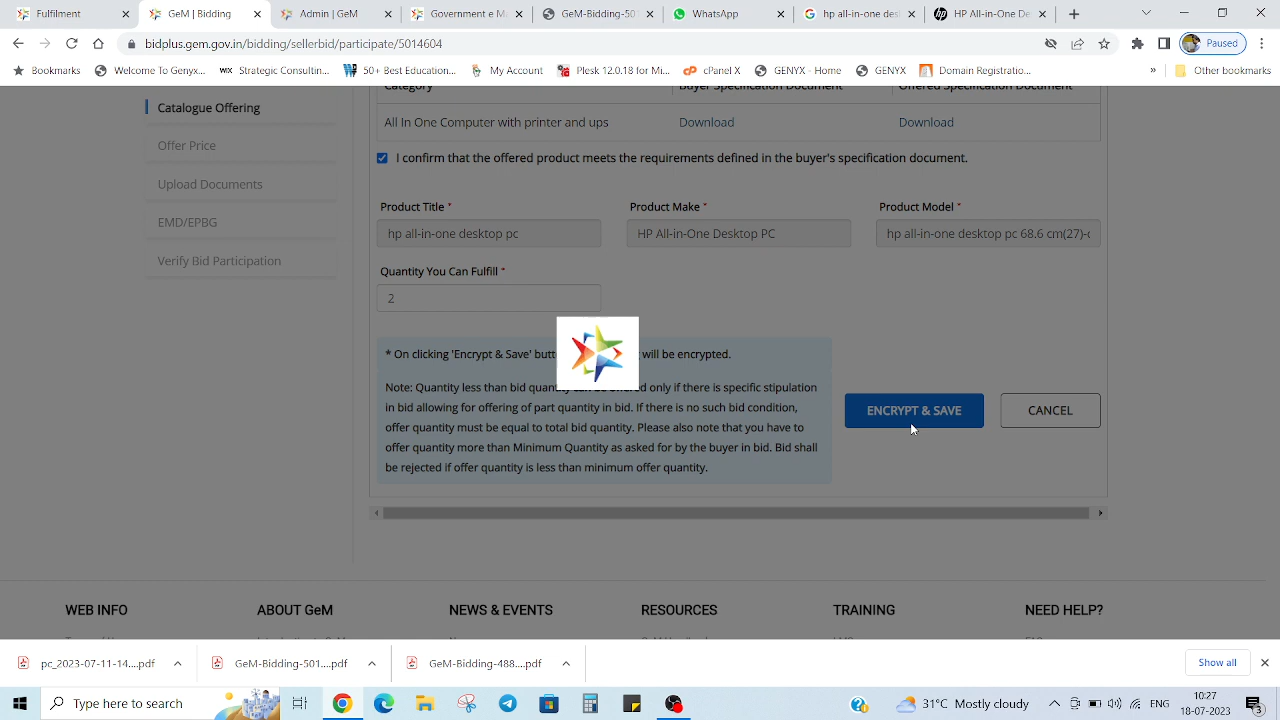 Fulfilment
GeM Bidding
Admin | GeM
Government e M
GeM-Bidding-50
WhatsApp
hp all-in-one des
HP All-in-One De
bidplus.gem.gov.in/bidding/sellerbid/participate/5014604
Paused
Bookmarks
Welcome To Genyx...
Strategic Consultin...
50+ Best Education...
My Account
Plesk 12.0.18 for M...
cPanel X
GENYX - Home
GENYX
Domain Registratio...
»
Other bookmarks
Category
Buyer Specification Document
Offered Specification Document
Catalogue Offering
All In One Computer with printer and ups
Download
Download
Offer Price
I confirm that the offered product meets the requirements defined in the buyer's specification document.
Upload Documents
Product Title *
Product Make *
Product Model *
EMD/EPBG
hp all-in-one desktop pc
HP All-in-One Desktop PC
hp all-in-one desktop pc 68.6 cm(27)-c
Verify Bid Participation
Quantity You Can Fulfill *
2
* On clicking 'Encrypt & Save' will be encrypted.
Note: Quantity less than bid only if there is specific stipulation
in bid allowing for offering of part quantity in bid. If there is no such bid condition,
offer quantity must be equal to total bid quantity. Please also note that you have to
offer quantity more than Minimum Quantity as asked for by the buyer in bid. Bid shall
be rejected if offer quantity is less than minimum offer quantity.
ENCRYPT & SAVE
CANCEL
WEB INFO
ABOUT GeM
NEWS & EVENTS
RESOURCES
TRAINING
NEED HELP?
pc_2023-07-11-14....pdf
GeM-Bidding-501....pdf
GeM-Bidding-488....pdf
Show all
Type here to search
31°C Mostly cloudy
ENG
10:27
18-07-2023
3